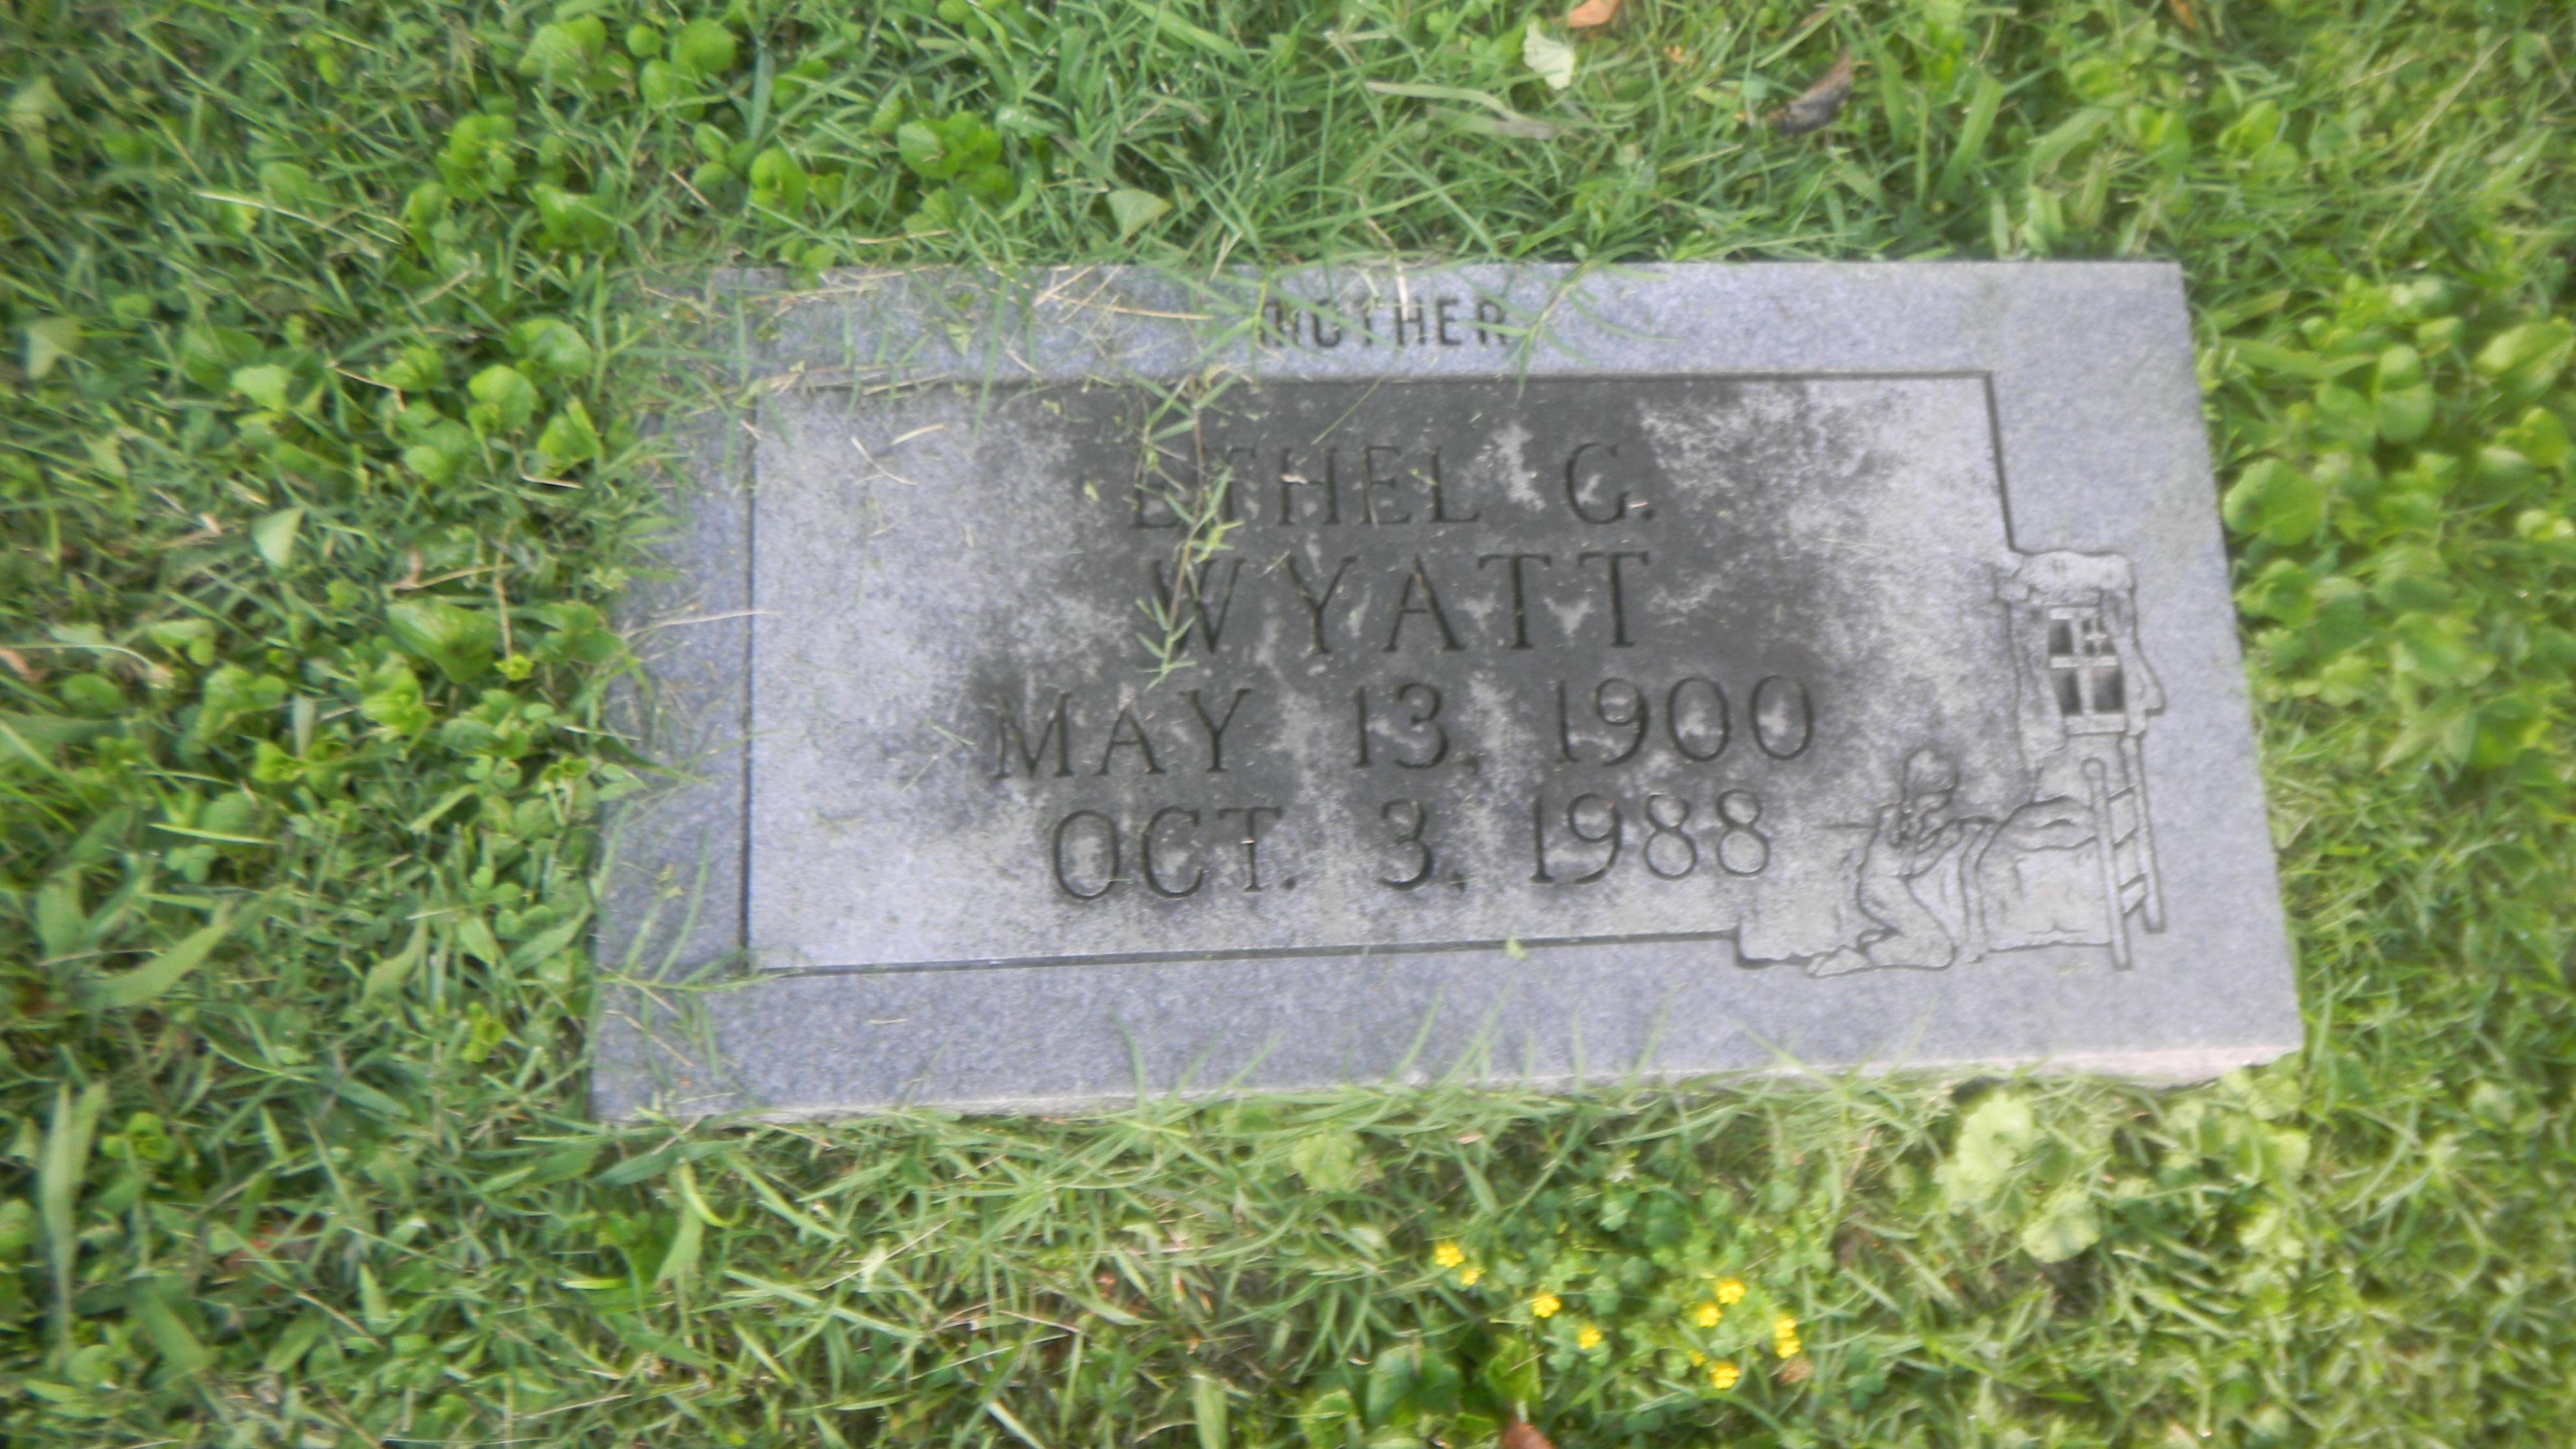 MOTHER
ETHEL G.
WYATT
MAY 13, 1900
OCT. 3, 1988